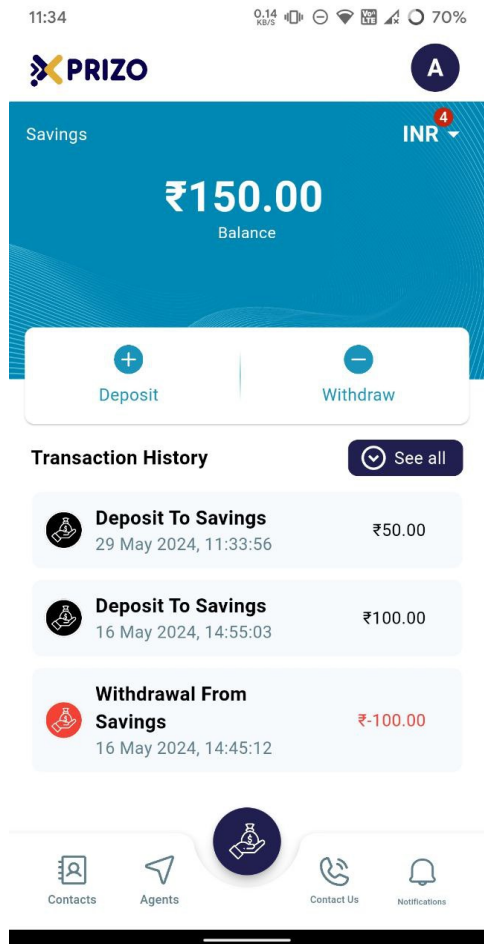 11:34 0.14 KB/S Vo LTE 70%
PRIZO
A
Savings
INR
4
₹150.00
Balance
Deposit
Withdraw
Transaction History
See all
Deposit To Savings
29 May 2024, 11:33:56
₹50.00
Deposit To Savings
16 May 2024, 14:55:03
₹100.00
Withdrawal From
Savings
16 May 2024, 14:45:12
₹-100.00
Contacts
Agents
Contact Us
Notifications